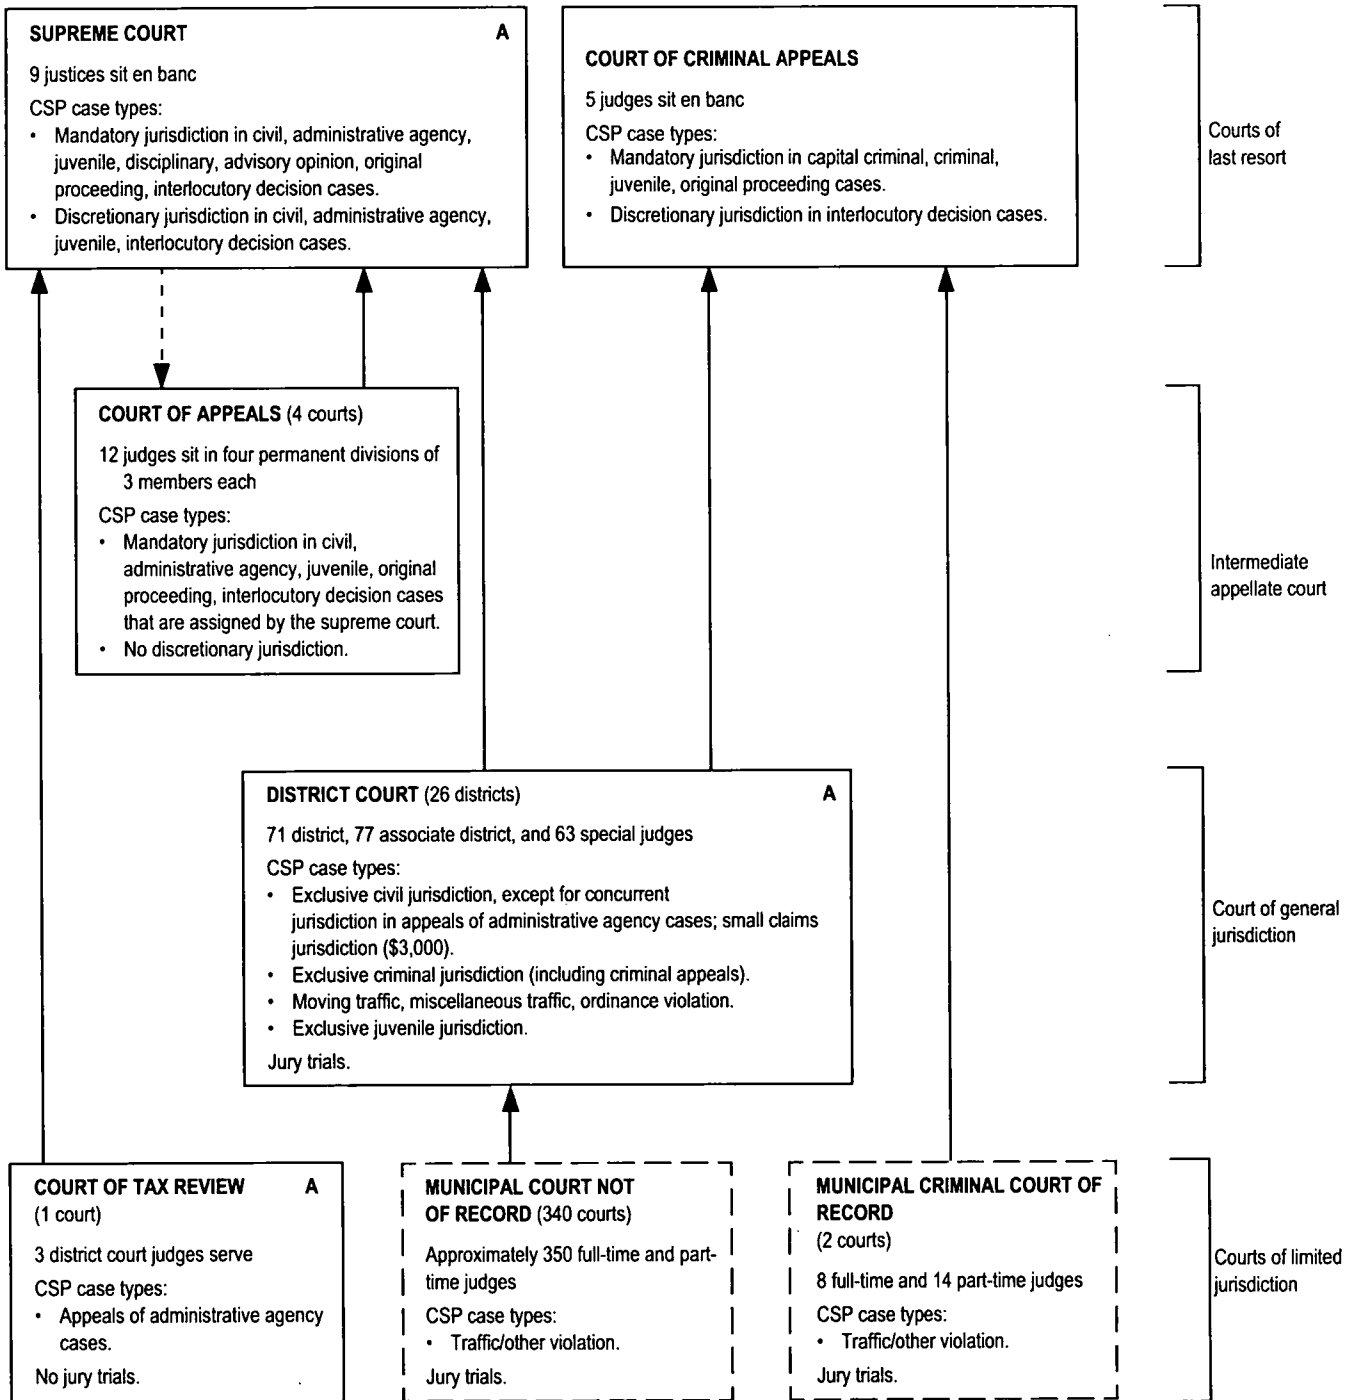 SUPREME COURT A
9 justices sit en banc
CSP case types:
• Mandatory jurisdiction in civil, administrative agency,
juvenile, disciplinary, advisory opinion, original
proceeding, interlocutory decision cases.
• Discretionary jurisdiction in civil, administrative agency,
juvenile, interlocutory decision cases.
COURT OF CRIMINAL APPEALS
5 judges sit en banc
CSP case types:
• Mandatory jurisdiction in capital criminal, criminal,
juvenile, original proceeding cases.
• Discretionary jurisdiction in interlocutory decision cases.
Courts of
last resort
COURT OF APPEALS (4 courts)
12 judges sit in four permanent divisions of
3 members each
CSP case types:
• Mandatory jurisdiction in civil,
administrative agency, juvenile, original
proceeding, interlocutory decision cases
that are assigned by the supreme court.
• No discretionary jurisdiction.
Intermediate
appellate court
DISTRICT COURT (26 districts) A
71 district, 77 associate district, and 63 special judges
CSP case types:
• Exclusive civil jurisdiction, except for concurrent
jurisdiction in appeals of administrative agency cases; small claims
jurisdiction ($3,000).
• Exclusive criminal jurisdiction (including criminal appeals).
• Moving traffic, miscellaneous traffic, ordinance violation.
• Exclusive juvenile jurisdiction.
Jury trials.
Court of general
jurisdiction
COURT OF TAX REVIEW A
(1 court)
3 district court judges serve
CSP case types:
• Appeals of administrative agency
cases.
No jury trials.
MUNICIPAL COURT NOT
OF RECORD (340 courts)
Approximately 350 full-time and part-
time judges
CSP case types:
• Traffic/other violation.
Jury trials.
MUNICIPAL CRIMINAL COURT OF
RECORD
(2 courts)
8 full-time and 14 part-time judges
CSP case types:
• Traffic/other violation.
Jury trials.
Courts of limited
jurisdiction